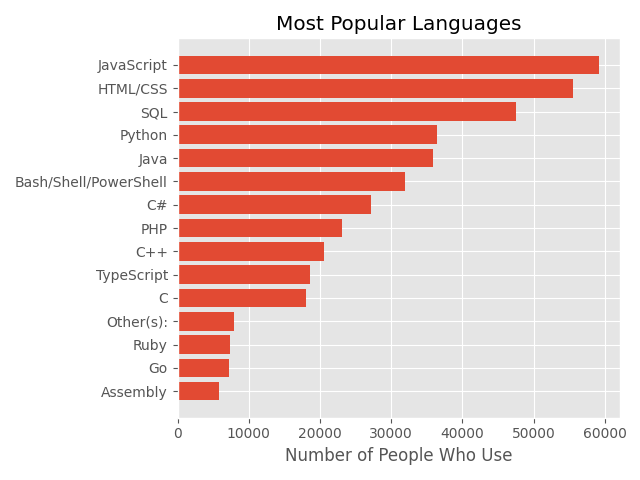 Most Popular Languages
JavaScript
HTML/CSS
SQL
Python
Java
Bash/Shell/PowerShell
C#
PHP
C++
TypeScript
C
Other(s):
Ruby
Go
Assembly
0 10000 20000 30000 40000 50000 60000
Number of People Who Use